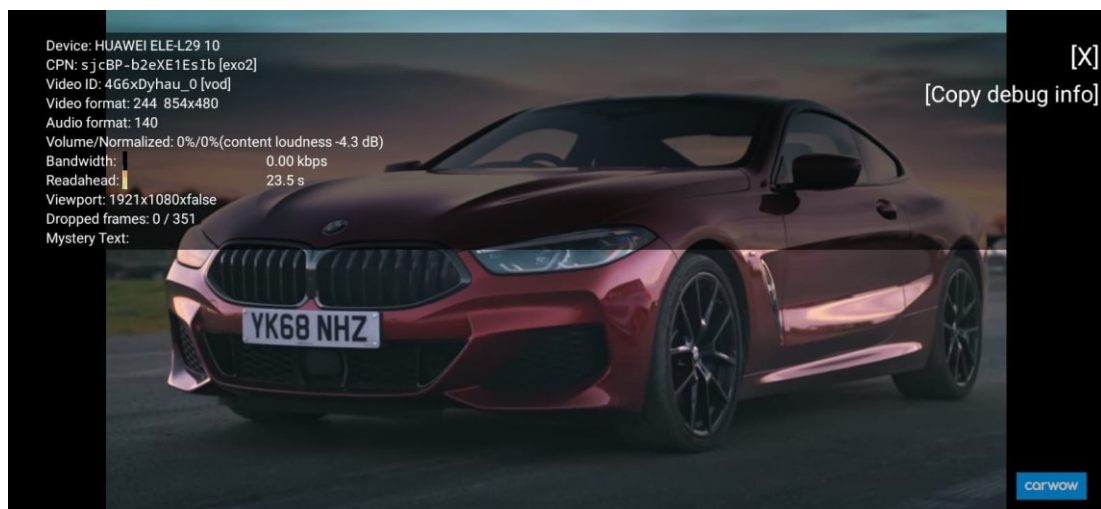 Device: HUAWEI ELE-L29 10
CPN: sjcBP-b2eXE1EsIb [exo2]
Video ID: 4G6xDyhau_0 [vod]
Video format: 244 854x480
Audio format: 140
Volume/Normalized: 0%/0%(content loudness -4.3 dB)
Bandwidth: 0.00 kbps
Readahead: 23.5 s
Viewport: 1921x1080xfalse
Dropped frames: 0 / 351
Mystery Text:
[X]
[Copy debug info]
YK68 NHZ
carwow